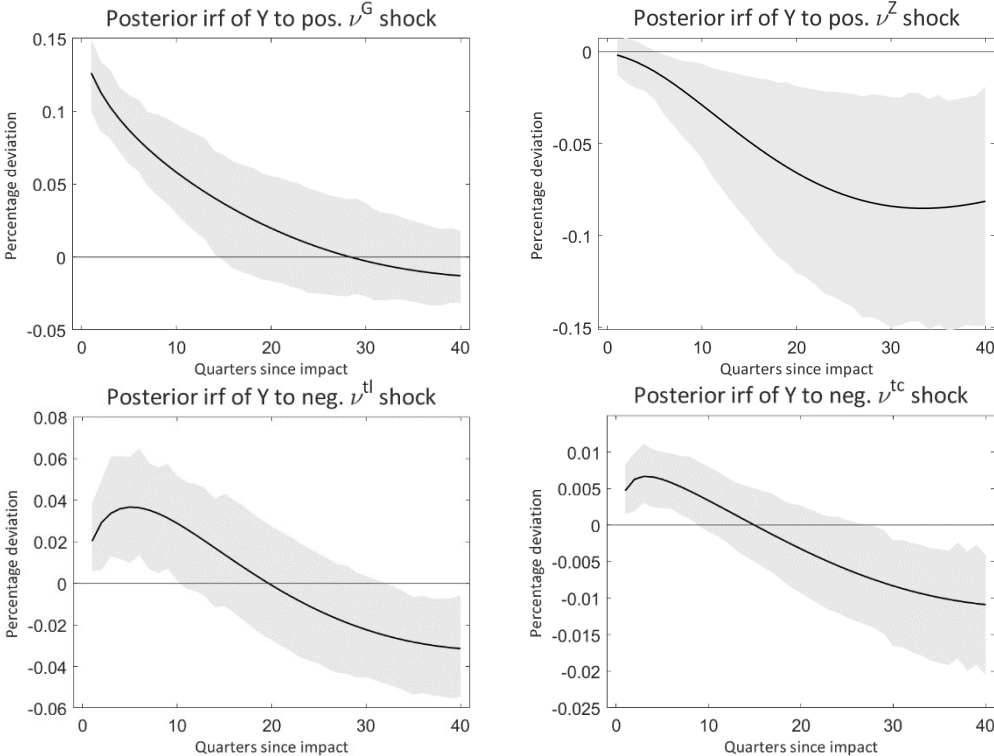 Posterior irf of Y to pos. ν^G shock
Percentage deviation
0.15
0.1
0.05
0
-0.05
0 10 20 30 40
Quarters since impact
Posterior irf of Y to pos. ν^Z shock
Percentage deviation
0
-0.05
-0.1
-0.15
0 10 20 30 40
Quarters since impact
Posterior irf of Y to neg. ν^tl shock
Percentage deviation
0.08
0.06
0.04
0.02
0
-0.02
-0.04
-0.06
0 10 20 30 40
Quarters since impact
Posterior irf of Y to neg. ν^tc shock
Percentage deviation
0.01
0.005
0
-0.005
-0.01
-0.015
-0.02
-0.025
0 10 20 30 40
Quarters since impact